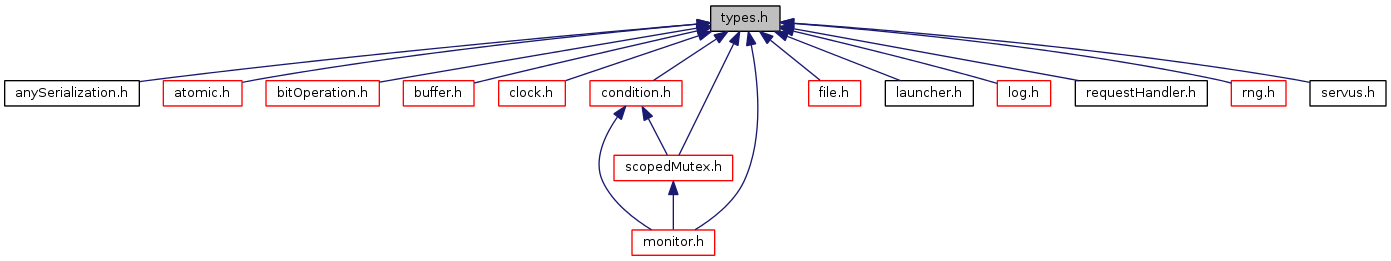 types.h
anySerialization.h
atomic.h
bitOperation.h
buffer.h
clock.h
condition.h
file.h
launcher.h
log.h
requestHandler.h
rng.h
servus.h
scopedMutex.h
monitor.h